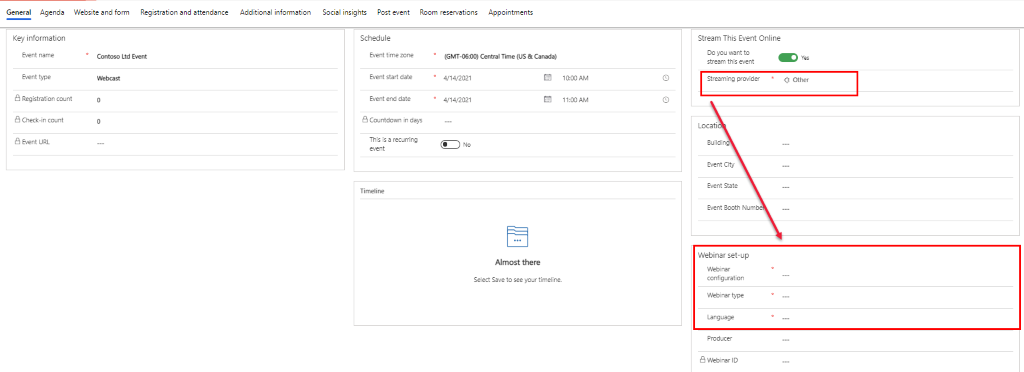 General Agenda Website and form Registration and attendance Additional information Social insights Post event Room reservations Appointments
Key information
Event name * Contoso Ltd Event
Event type Webcast
Registration count 0
Check-in count 0
Event URL ---
Schedule
Event time zone * (GMT-06:00) Central Time (US & Canada)
Event start date * 4/14/2021 10:00 AM
Event end date * 4/14/2021 11:00 AM
Countdown in days ---
This is a recurring
event No
Timeline
Almost there
Select Save to see your timeline.
Stream This Event Online
Do you want to
stream this event Yes
Streaming provider * Other
Location
Building ---
Event City ---
Event State ---
Event Booth Number ---
Webinar set-up
Webinar
configuration * ---
Webinar type * ---
Language * ---
Producer ---
Webinar ID ---